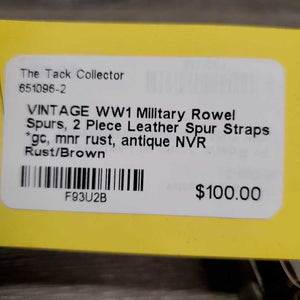 The Tack Collector
651096-2
VINTAGE WW1 Military Rowel
Spurs, 2 Piece Leather Spur Straps
*gc, mnr rust, antique NVR
Rust/Brown
F93U2B
$100.00